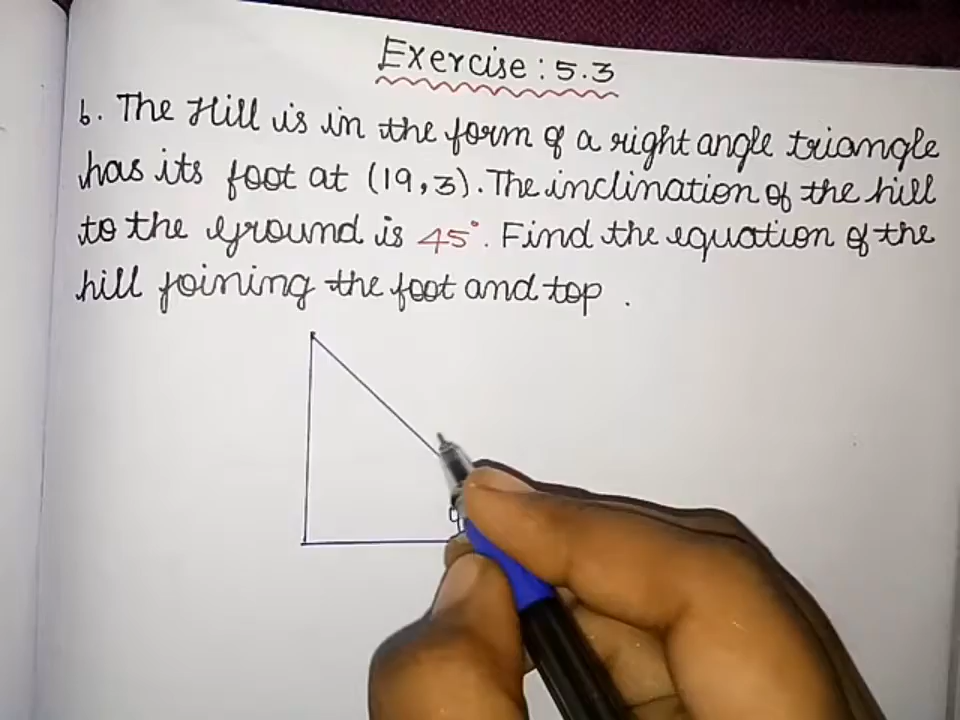 Exercise: 5.3
6. The Hill is in the form of a right angle triangle
has its foot at (19,3). The inclination of the hill
to the ground is 45°. Find the equation of the
hill joining the foot and top.